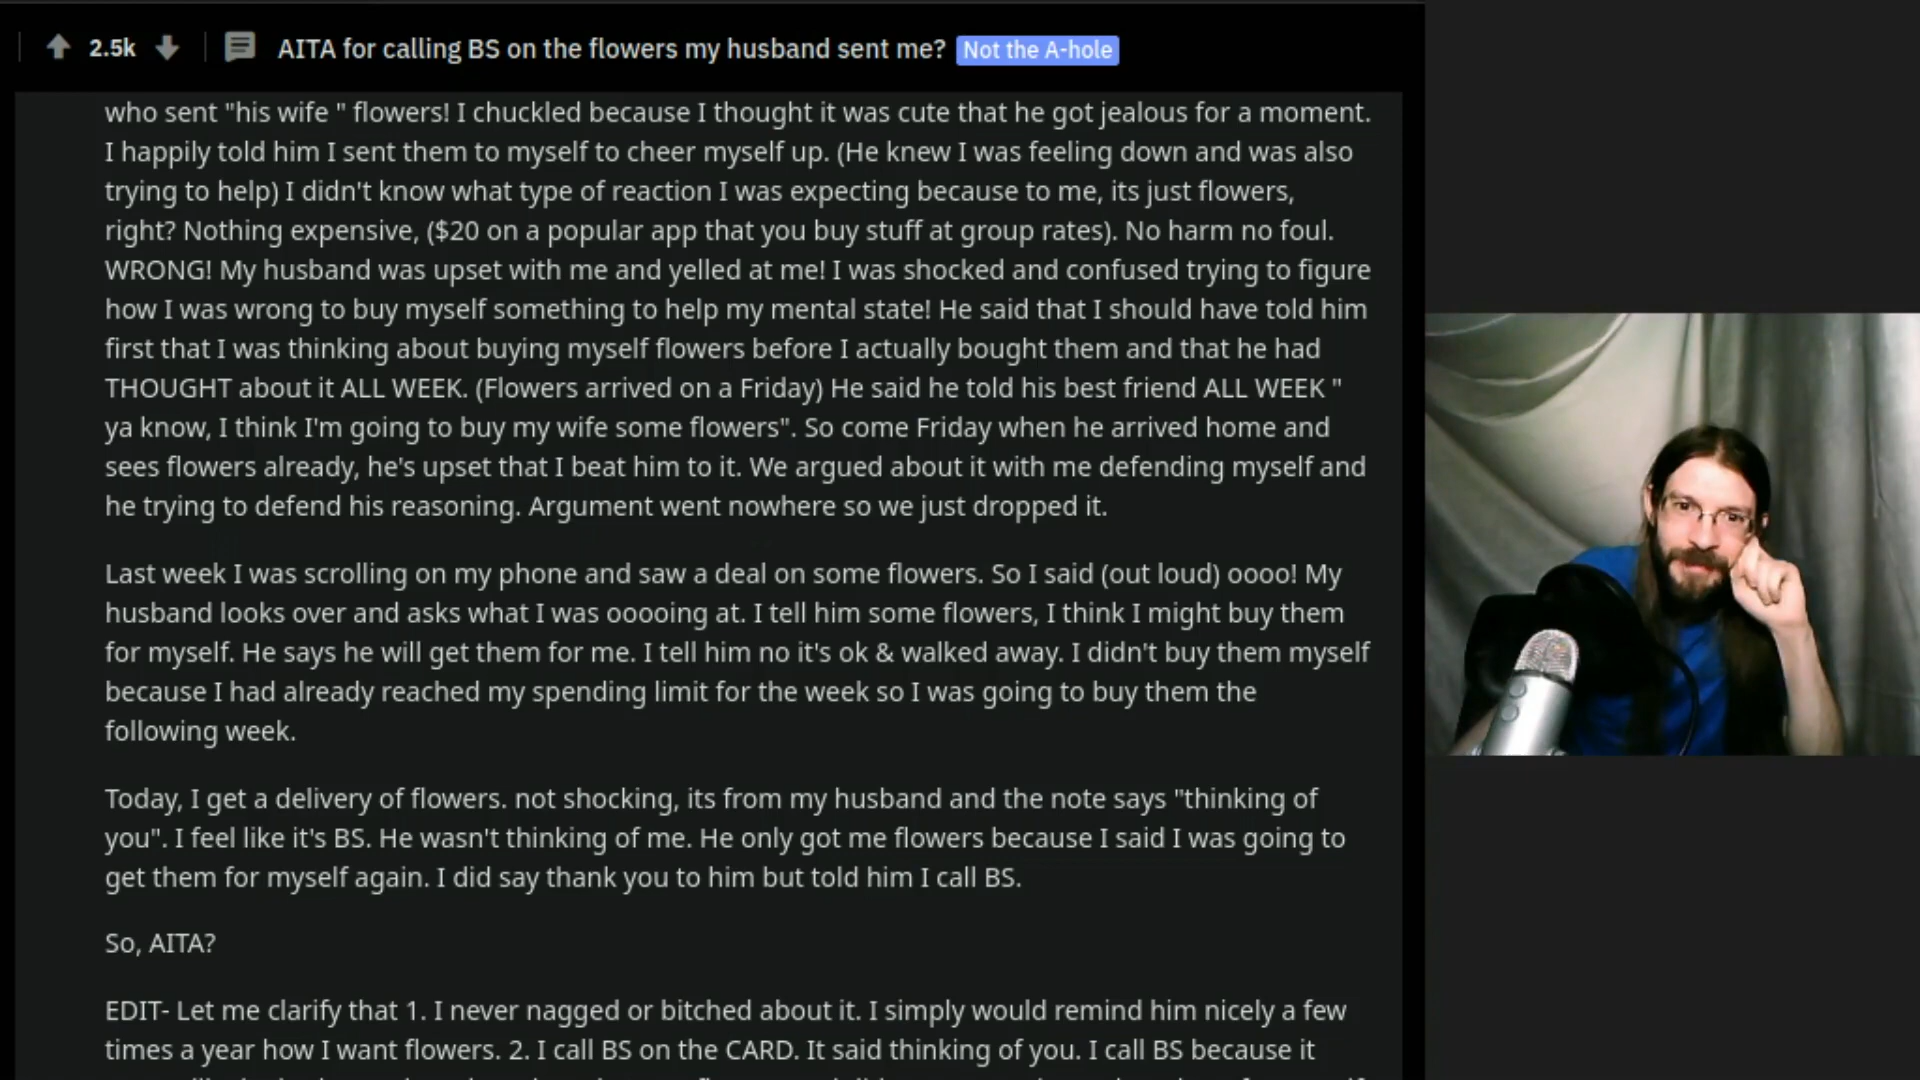 2.5k AITA for calling BS on the flowers my husband sent me? Not the A-hole
who sent "his wife " flowers! I chuckled because I thought it was cute that he got jealous for a moment.
I happily told him I sent them to myself to cheer myself up. (He knew I was feeling down and was also
trying to help) I didn't know what type of reaction I was expecting because to me, its just flowers,
right? Nothing expensive, ($20 on a popular app that you buy stuff at group rates). No harm no foul.
WRONG! My husband was upset with me and yelled at me! I was shocked and confused trying to figure
how I was wrong to buy myself something to help my mental state! He said that I should have told him
first that I was thinking about buying myself flowers before I actually bought them and that he had
THOUGHT about it ALL WEEK. (Flowers arrived on a Friday) He said he told his best friend ALL WEEK "
ya know, I think I'm going to buy my wife some flowers". So come Friday when he arrived home and
sees flowers already, he's upset that I beat him to it. We argued about it with me defending myself and
he trying to defend his reasoning. Argument went nowhere so we just dropped it.
Last week I was scrolling on my phone and saw a deal on some flowers. So I said (out loud) oooo! My
husband looks over and asks what I was ooooing at. I tell him some flowers, I think I might buy them
for myself. He says he will get them for me. I tell him no it's ok & walked away. I didn't buy them myself
because I had already reached my spending limit for the week so I was going to buy them the
following week.
Today, I get a delivery of flowers. not shocking, its from my husband and the note says "thinking of
you". I feel like it's BS. He wasn't thinking of me. He only got me flowers because I said I was going to
get them for myself again. I did say thank you to him but told him I call BS.
So, AITA?
EDIT- Let me clarify that 1. I never nagged or bitched about it. I simply would remind him nicely a few
times a year how I want flowers. 2. I call BS on the CARD. It said thinking of you. I call BS because it